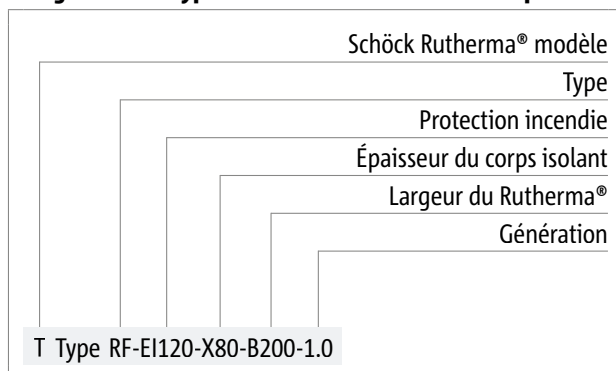 Schöck Rutherma® modèle
Type
Protection incendie
Épaisseur du corps isolant
Largeur du Rutherma®
Génération
T Type RF-EI120-X80-B200-1.0